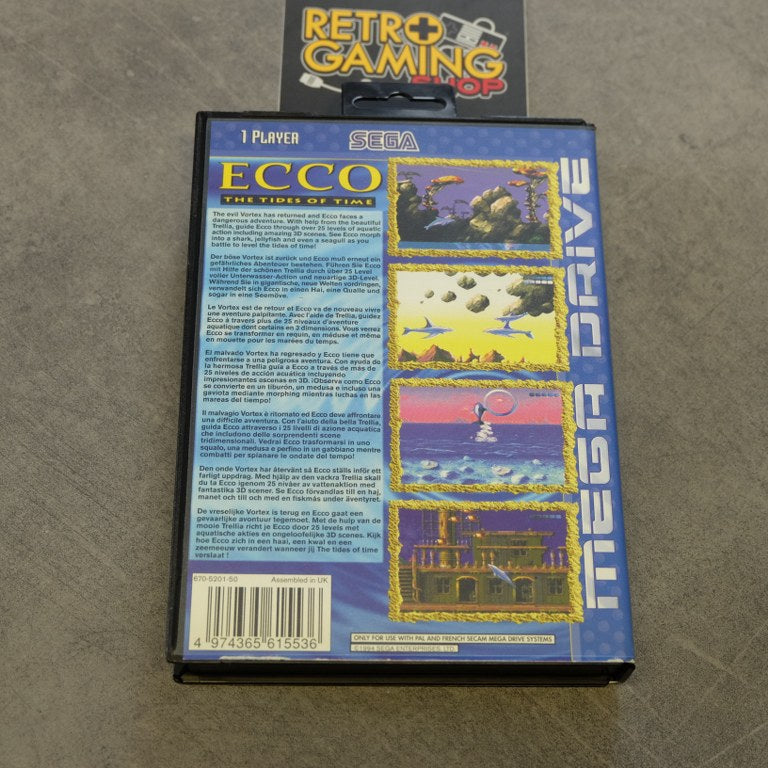 RETRO
GAMING
SHOP
1 PLAYER
SEGA
ECCO
THE TIDES OF TIME
The evil Vortex has returned and Ecco faces a
dangerous adventure. With help from the beautiful
Trellia, guide Ecco through over 25 levels of aquatic
action including amazing 3D scenes. See Ecco morph
into a shark, jellyfish and even a seagull as you
battle to level the tides of time!
Der böse Vortex ist zurück und Ecco muß erneut ein
gefährliches Abenteuer bestehen. Führen Sie Ecco
mit Hilfe der schönen Trellia durch über 25 Level
voller Unterwasser-Action und neuartige 3D-Level.
Während Sie in gigantische, neue Welten vordringen,
verwandelt sich Ecco in einen Hai, eine Qualle und
sogar in eine Seemöve.
Le Vortex est de retour et Ecco va de nouveau vivre
une aventure palpitante. Avec l'aide de Trellia, guidez
Ecco à travers plus de 25 niveaux d'aventure
aquatique dont certains en 3 dimensions. Vous verrez
Ecco se transformer en requin, en méduse et même
en mouette pour les marées du temps.
El malvado Vortex ha regresado y Ecco tiene que
enfrentarse a una peligrosa aventura. Con ayuda de
la hermosa Trellia guía a Ecco a través de más de
25 niveles de acción acuática incluyendo
impresionantes escenas en 3D. ¡Observa como Ecco
se convierte en un tiburón, un medusa e incluso una
gaviota mediante morphing mientras luchas en las
mareas del tiempo!
Il malvagio Vortex è ritornato ed Ecco deve affrontare
una difficile avventura. Con l'aiuto della bella Trellia,
guida Ecco attraverso i 25 livelli di azione acquatica
che includono delle sorprendenti scene
tridimensionali. Vedrai Ecco trasformarsi in uno
squalo, una medusa e perfino in un gabbiano mentre
combatti per spianare le ondate del tempo!
Den onde Vortex har återvänt så Ecco ställs inför ett
farligt uppdrag. Med hjälp av den vackra Trellia skall
du ta Ecco igenom 25 nivåer av vattenaktion med
fantastiska 3D scener. Se Ecco förvandlas till en haj,
manet och till och med en fiskmås under äventyret.
De vreselijke Vortex is terug en Ecco gaat een
gevaarlijke avontuur tegemoet. Met de hulp van de
mooie Trellia richt je Ecco door 25 levels met
aquatische akties en ongeloofelijke 3D scenes. Kijk
hoe Ecco zich in een haai, een kwal en een
zeemeeuw verandert wanneer jij The tides of time
verslaat !
670-5201-50 Assembled in UK
4 974365 615536
ONLY FOR USE WITH PAL AND FRENCH SECAM MEGA DRIVE SYSTEMS
©1994 SEGA ENTERPRISES, LTD.
MEGA DRIVE